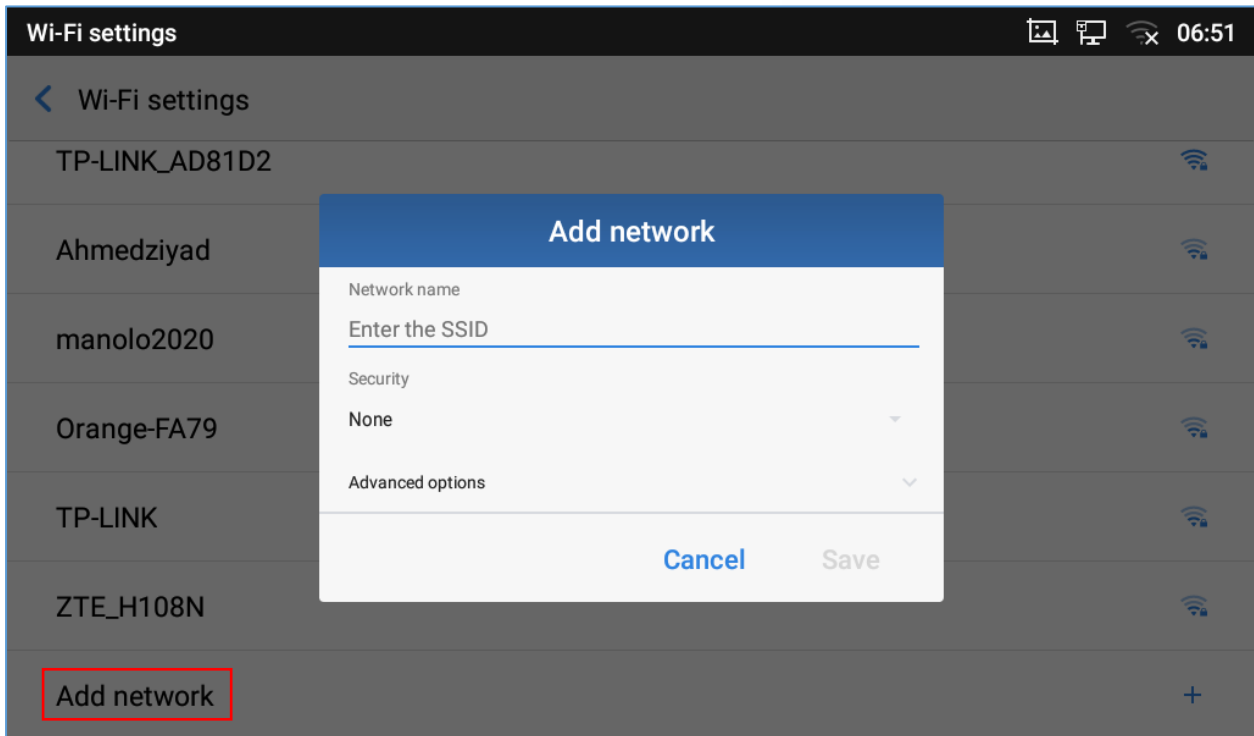 Wi-Fi settings 06:51
Wi-Fi settings
TP-LINK_AD81D2
Ahmedziyad
manolo2020
Orange-FA79
TP-LINK
ZTE_H108N
Add network
Add network
Network name
Enter the SSID
Security
None
Advanced options
Cancel Save